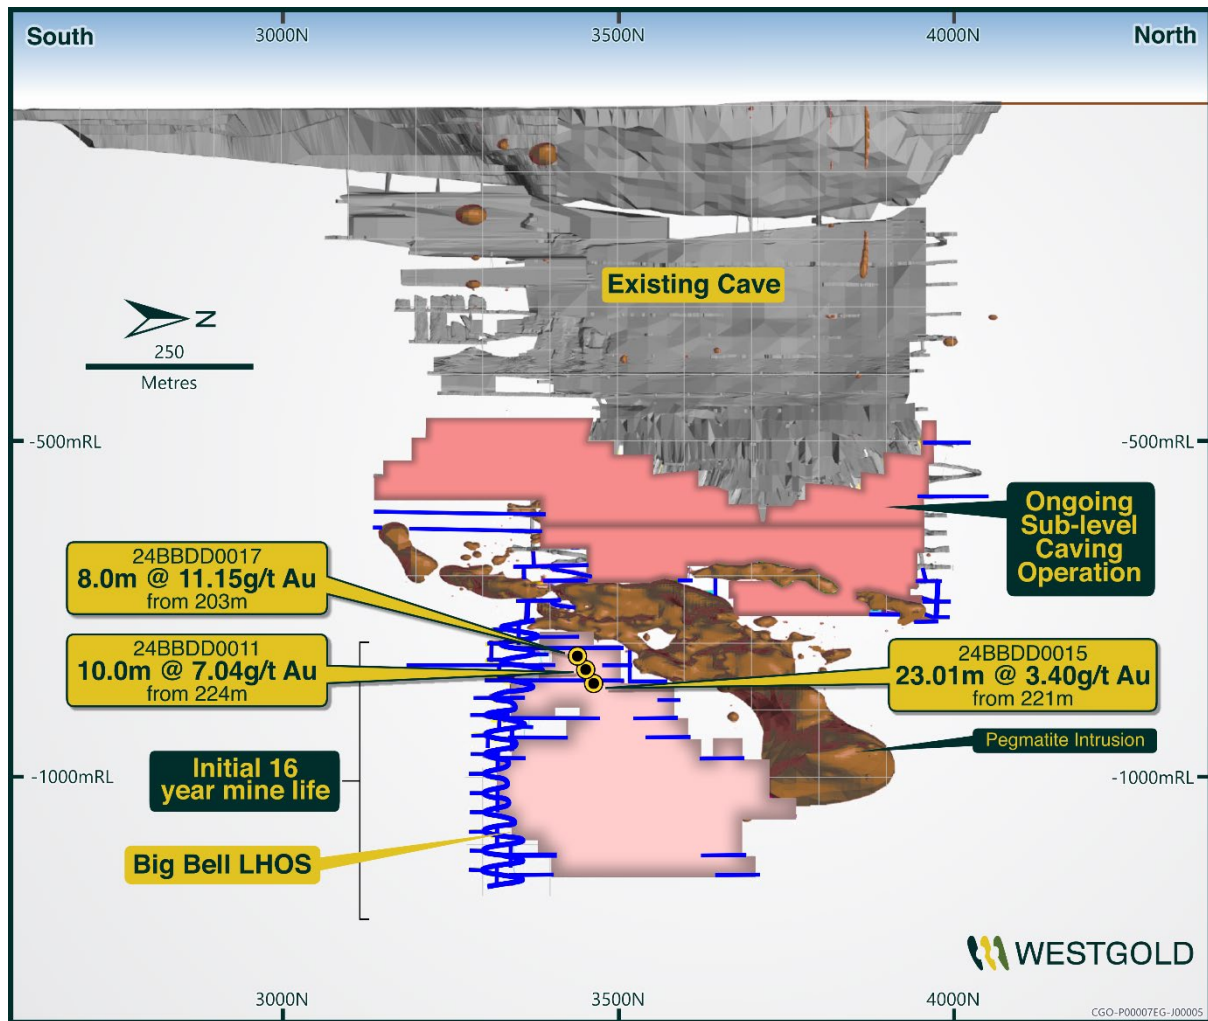 South
3000N
3500N
4000N
North
Existing Cave
N
250
Metres
-500mRL
-500mRL
Ongoing
Sub-level
Caving
Operation
24BBDD0017
8.0m @ 11.15g/t Au
from 203m
24BBDD0011
10.0m @ 7.04g/t Au
from 224m
24BBDD0015
23.01m @ 3.40g/t Au
from 221m
Pegmatite Intrusion
Initial 16
year mine life
-1000mRL
-1000mRL
Big Bell LHOS
WESTGOLD
3000N
3500N
4000N
CGO-P00007EG-J00005